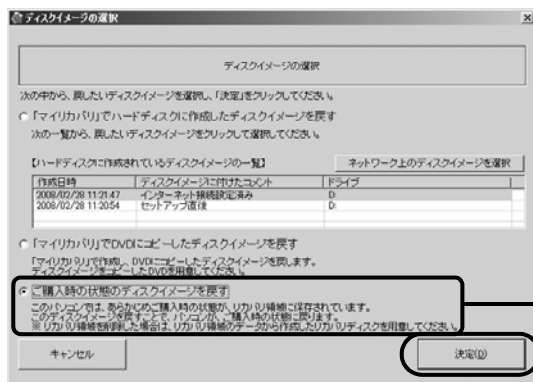 ディスクイメージの選択
ディスクイメージの選択
次の中から、戻したいディスクイメージを選択し、「決定」をクリックしてください。
「マイリカバリ」でハードディスクに作成したディスクイメージを戻す
次の一覧から、戻したいディスクイメージをクリックして選択してください。
【ハードディスクに作成されているディスクイメージの一覧】 ネットワーク上のディスクイメージを選択
作成日時 ディスクイメージに付けたコメント ドライブ
2008/02/28 11:21:47 インターネット接続設定済み D:
2008/02/28 11:20:54 セットアップ直後 D:
「マイリカバリ」でDVDにコピーしたディスクイメージを戻す
「マイリカバリ」で作成し、DVDにコピーしたディスクイメージを戻します。
ディスクイメージをコピーしたDVDを用意してください。
ご購入時の状態のディスクイメージを戻す
このパソコンでは、あらかじめご購入時の状態が、リカバリ領域に保存されています。
このディスクイメージを戻すことで、パソコンが、ご購入時の状態に戻ります。
※ リカバリ領域を削除した場合は、リカバリ領域のデータから作成したリカバリディスクを用意してください。
キャンセル 決定(O)